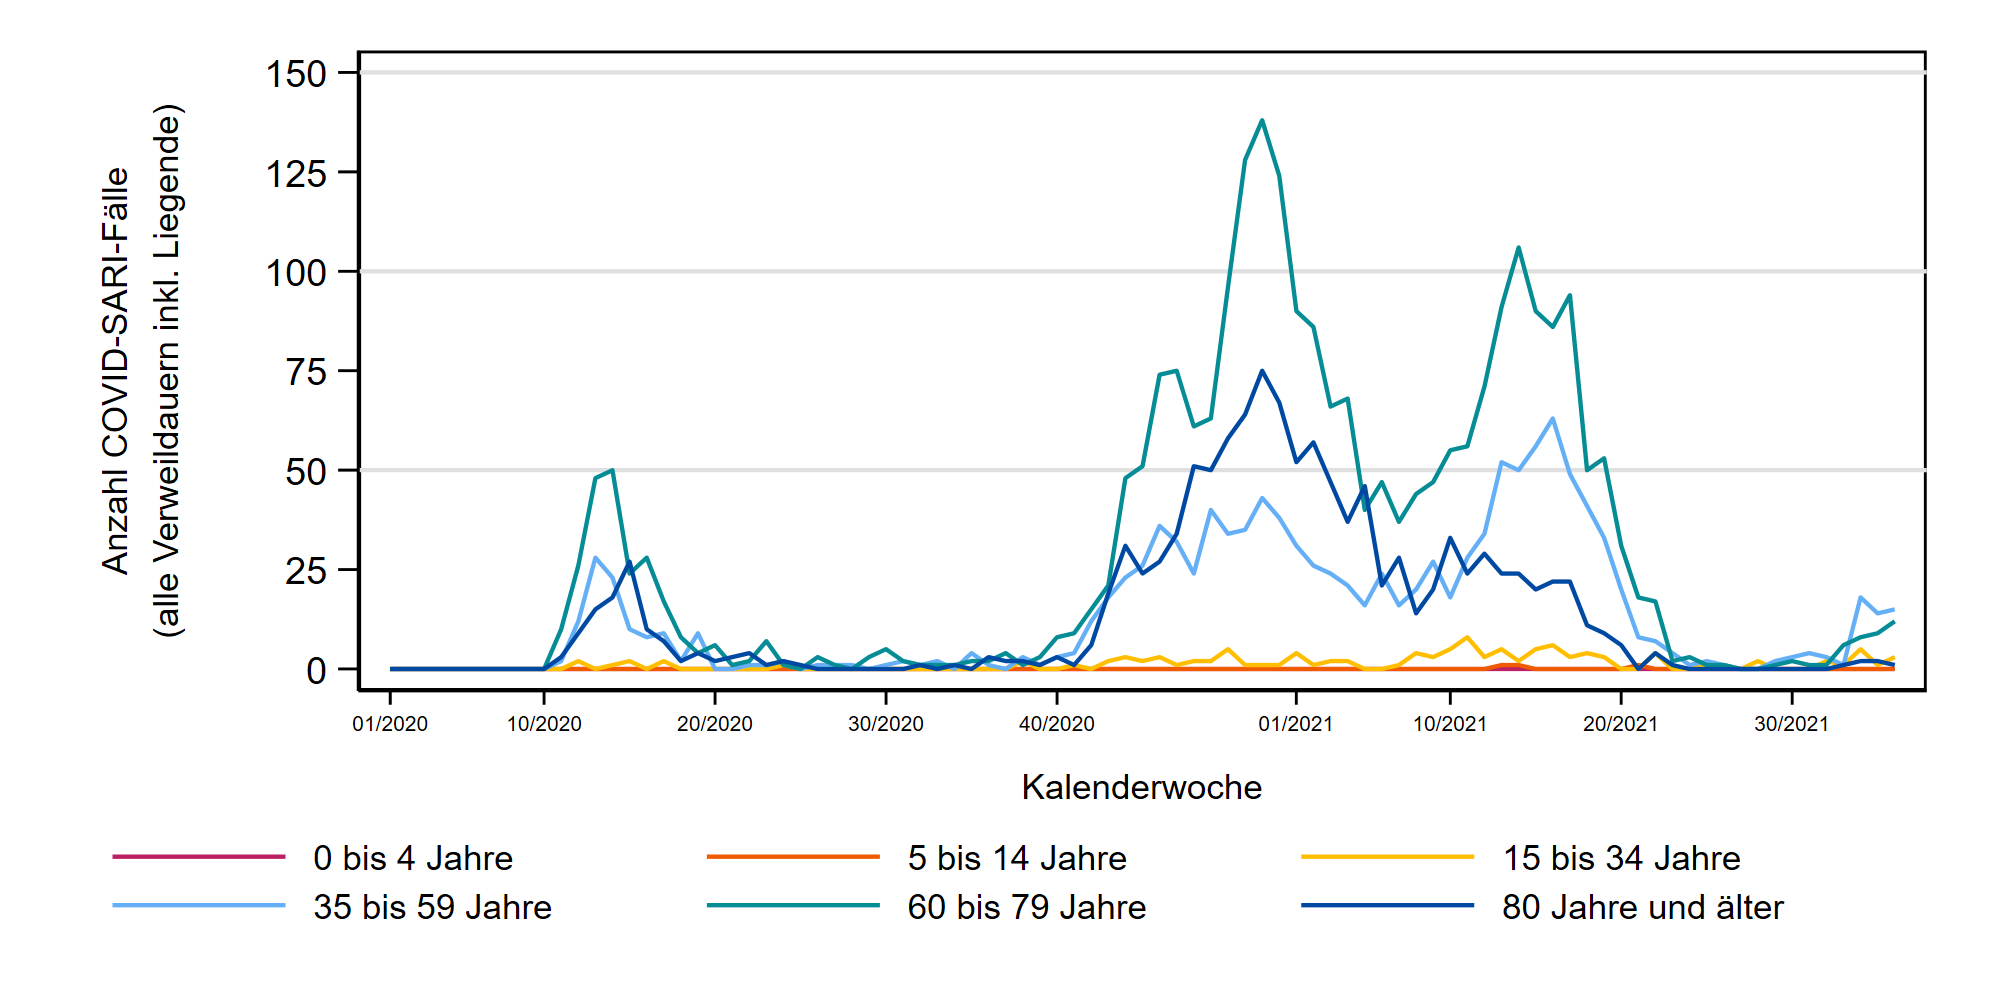 Anzahl COVID-SARI-Fälle
(alle Verweildauern inkl. Liegende)
150
125
100
75
50
25
0
01/2020 10/2020 20/2020 30/2020 40/2020 01/2021 10/2021 20/2021 30/2021
Kalenderwoche
0 bis 4 Jahre 5 bis 14 Jahre 15 bis 34 Jahre
35 bis 59 Jahre 60 bis 79 Jahre 80 Jahre und älter